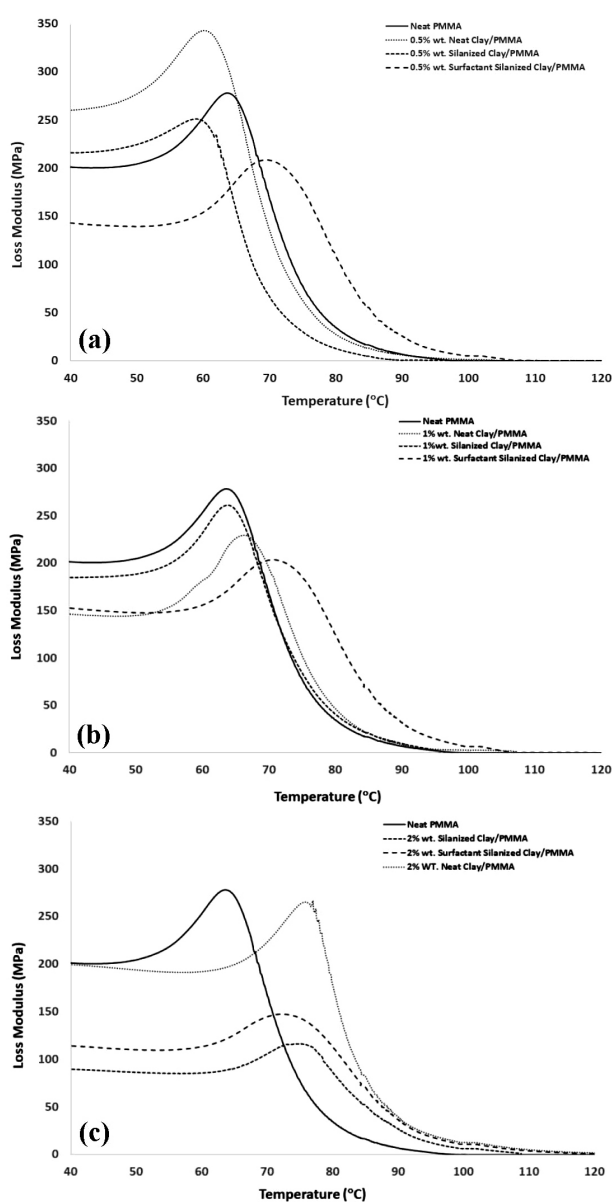 350
300
250
200
150
100
50
0
Loss Modulus (MPa)
Neat PMMA
0.5% wt. Neat Clay/PMMA
0.5% wt. Silanized Clay/PMMA
0.5% wt. Surfactant Silanized Clay/PMMA
(a)
40 50 60 70 80 90 100 110 120
Temperature (°C)
350
300
250
200
150
100
50
0
Loss Modulus (MPa)
Neat PMMA
1% wt. Neat Clay/PMMA
1%wt. Silanized Clay/PMMA
1% wt. Surfactant Silanized Clay/PMMA
(b)
40 50 60 70 80 90 100 110 120
Temperature (°C)
350
300
250
200
150
100
50
0
Loss Modulus (MPa)
Neat PMMA
2% wt. Silanized Clay/PMMA
2% wt. Surfactant Silanized Clay/PMMA
2% WT. Neat Clay/PMMA
(c)
40 50 60 70 80 90 100 110 120
Temperature (°C)